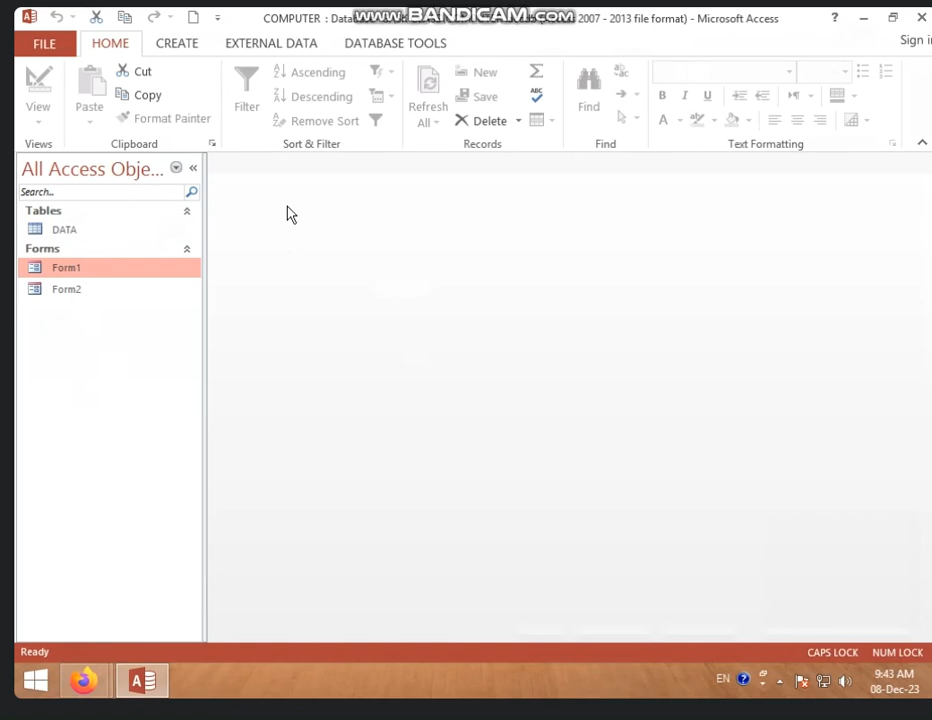 COMPUTER : Data 2007 - 2013 file format) - Microsoft Access
www.BANDICAM.com
FILE HOME CREATE EXTERNAL DATA DATABASE TOOLS
Sign in
View
Paste
Cut
Copy
Format Painter
Filter
Ascending
Descending
Remove Sort
Refresh
All
New
Save
Delete
ABC
Find
B I U
A
Views Clipboard Sort & Filter Records Find Text Formatting
All Access Obje... «
Search..
Tables
DATA
Forms
Form1
Form2
Ready
CAPS LOCK NUM LOCK
EN
9:43 AM
08-Dec-23